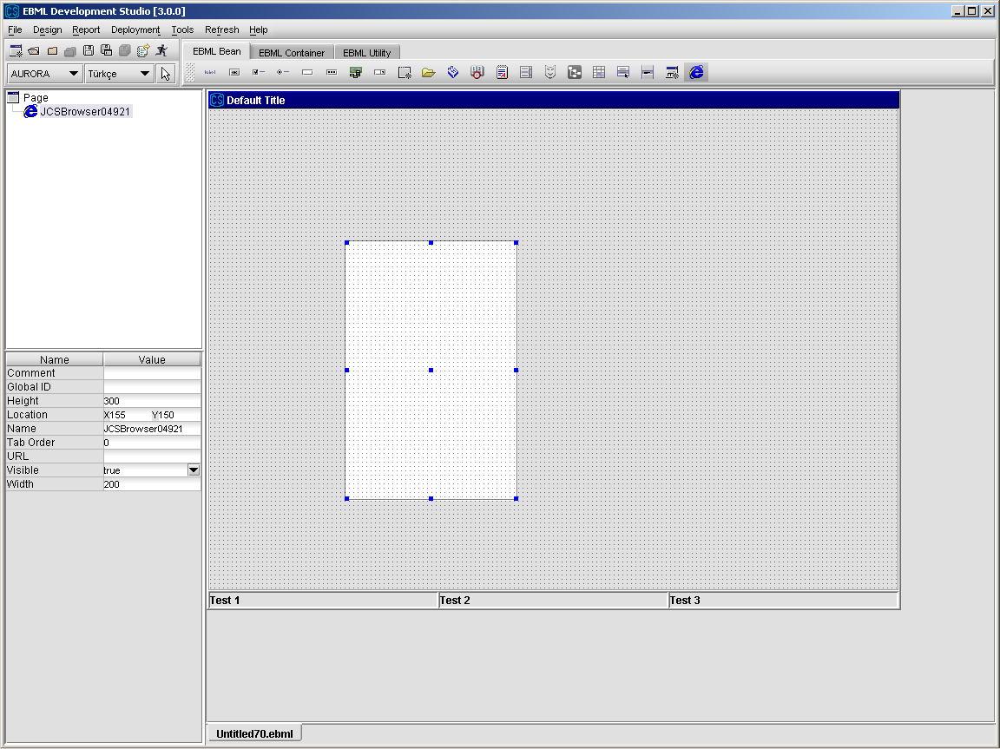 EBML Development Studio [3.0.0]
File Design Report Deployment Tools Refresh Help
EBML Bean EBML Container EBML Utility
AURORA Türkçe
label
Page
JCSBrowser04921
CS Default Title
Name Value
Comment
Global ID
Height 300
Location X155 Y150
Name JCSBrowser04921
Tab Order 0
URL
Visible true
Width 200
Test 1 Test 2 Test 3
Untitled70.ebml